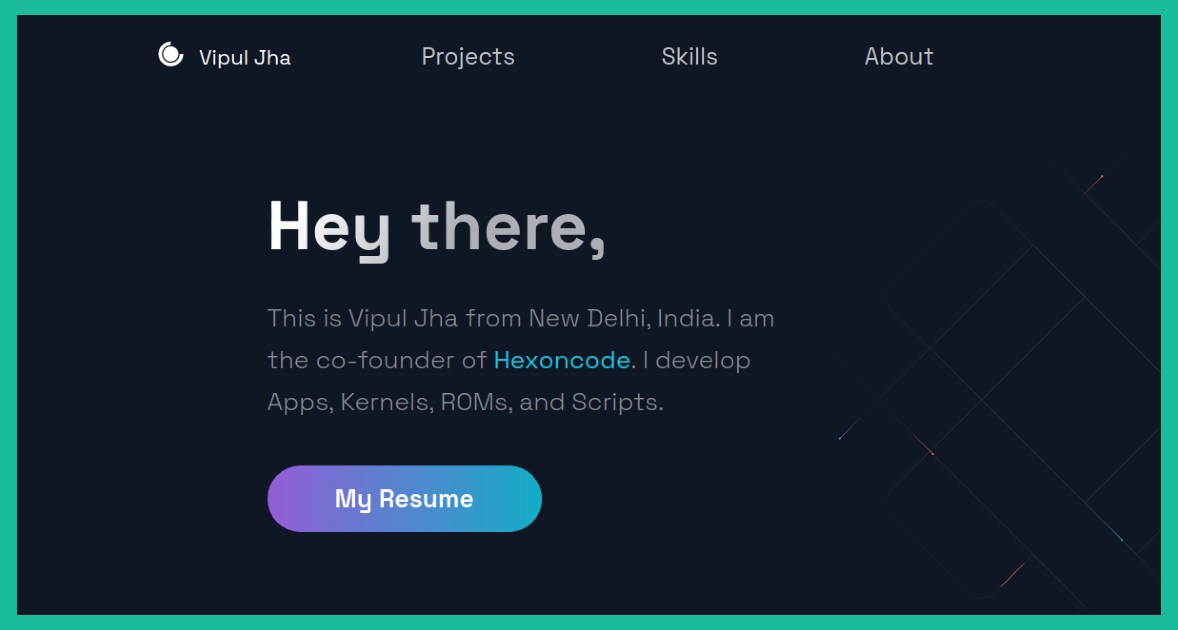 Vipul Jha Projects Skills About
Hey there,
This is Vipul Jha from New Delhi, India. I am
the co-founder of Hexoncode. I develop
Apps, Kernels, ROMs, and Scripts.
My Resume